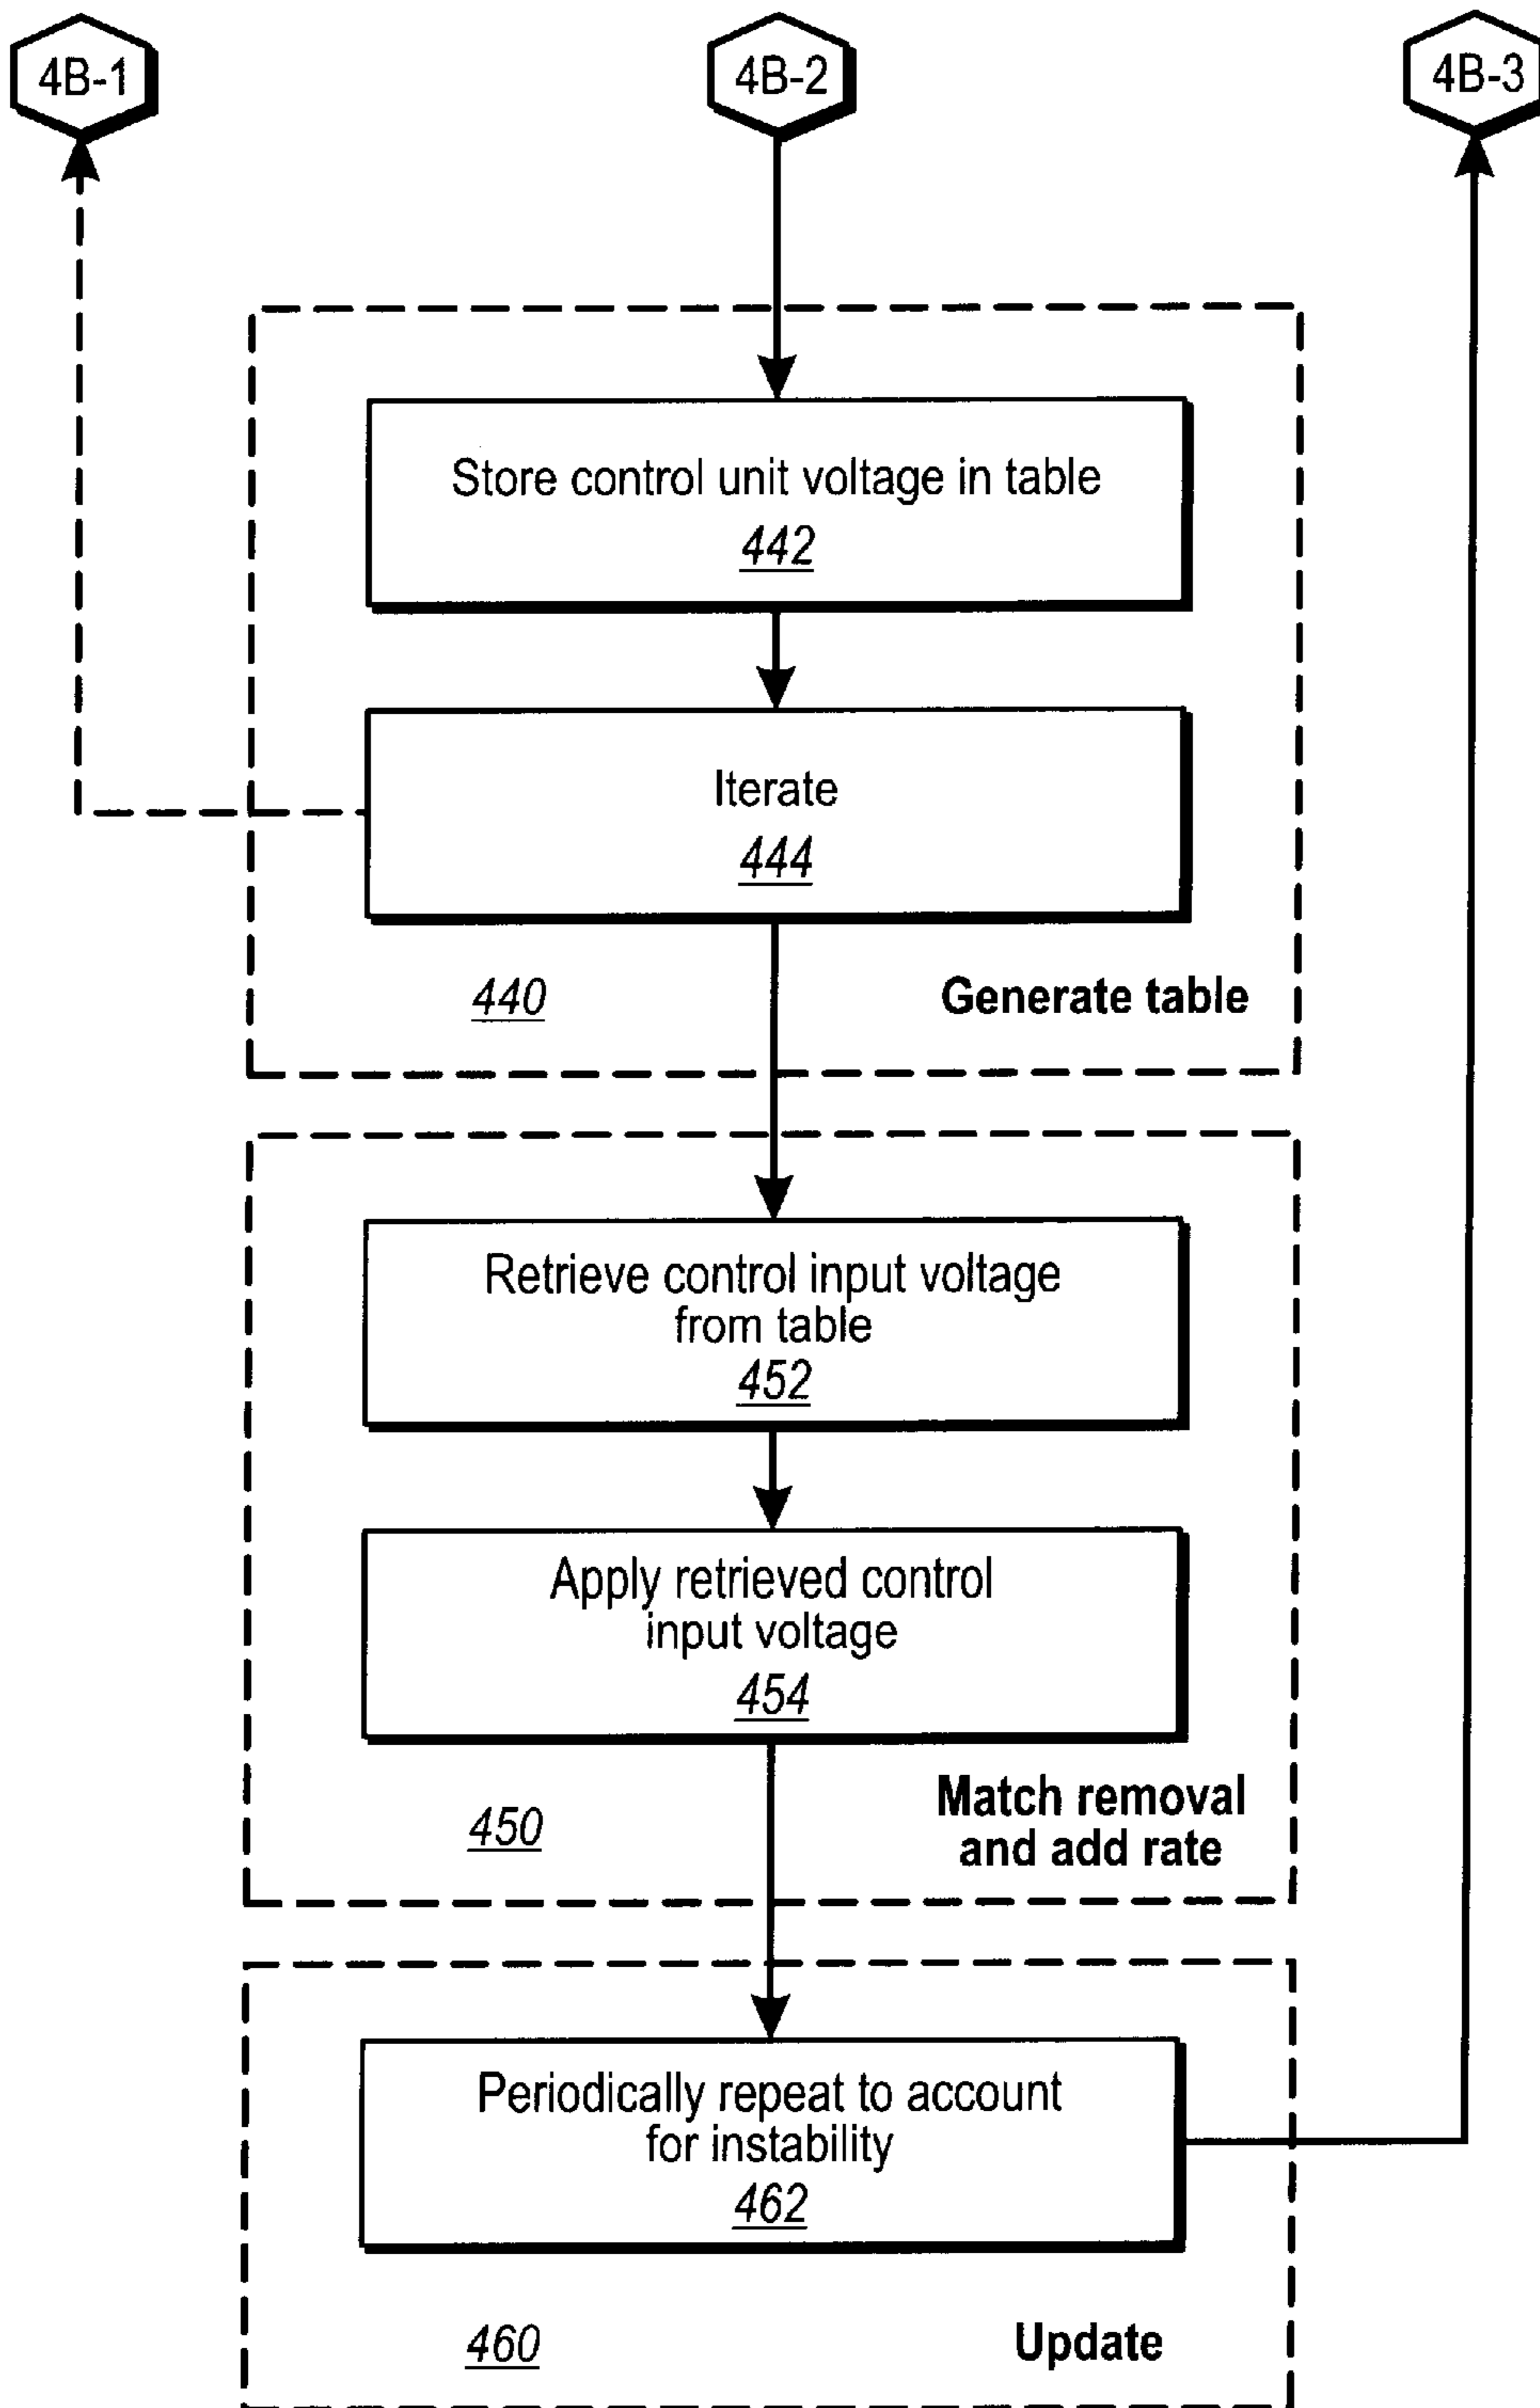 4B-1
4B-2
4B-3
Store control unit voltage in table
442
Iterate
444
440
Generate table
Retrieve control input voltage
from table
452
Apply retrieved control
input voltage
454
450
Match removal
and add rate
Periodically repeat to account
for instability
462
460
Update